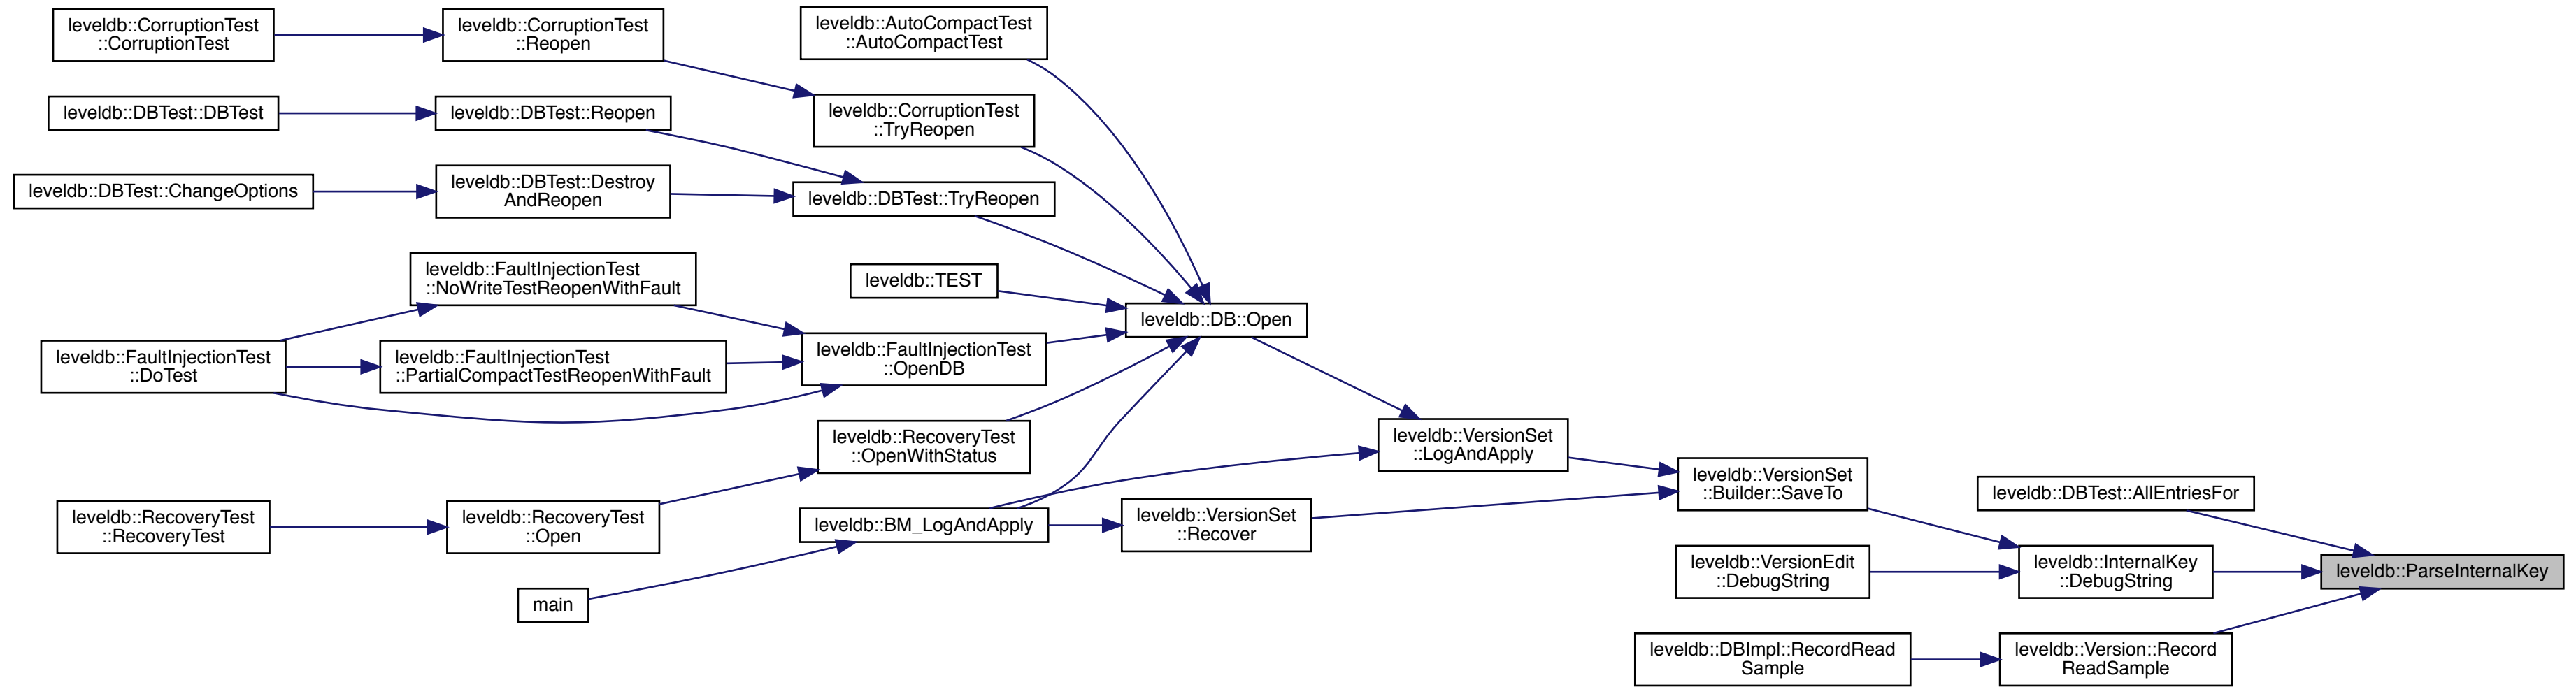 leveldb::CorruptionTest
::CorruptionTest
leveldb::CorruptionTest
::Reopen
leveldb::AutoCompactTest
::AutoCompactTest
leveldb::DBTest::DBTest
leveldb::DBTest::Reopen
leveldb::CorruptionTest
::TryReopen
leveldb::DBTest::ChangeOptions
leveldb::DBTest::Destroy
AndReopen
leveldb::DBTest::TryReopen
leveldb::FaultInjectionTest
::NoWriteTestReopenWithFault
leveldb::TEST
leveldb::DB::Open
leveldb::FaultInjectionTest
::DoTest
leveldb::FaultInjectionTest
::PartialCompactTestReopenWithFault
leveldb::FaultInjectionTest
::OpenDB
leveldb::RecoveryTest
::OpenWithStatus
leveldb::VersionSet
::LogAndApply
leveldb::VersionSet
::Builder::SaveTo
leveldb::DBTest::AllEntriesFor
leveldb::RecoveryTest
::RecoveryTest
leveldb::RecoveryTest
::Open
leveldb::BM_LogAndApply
leveldb::VersionSet
::Recover
leveldb::VersionEdit
::DebugString
leveldb::InternalKey
::DebugString
leveldb::ParseInternalKey
main
leveldb::DBImpl::RecordRead
Sample
leveldb::Version::Record
ReadSample